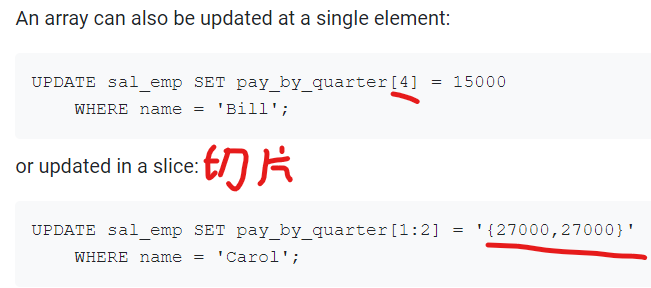 An array can also be updated at a single element:
UPDATE sal_emp SET pay_by_quarter[4] = 15000
    WHERE name = 'Bill';
or updated in a slice: 切片
UPDATE sal_emp SET pay_by_quarter[1:2] = '{27000,27000}'
    WHERE name = 'Carol';